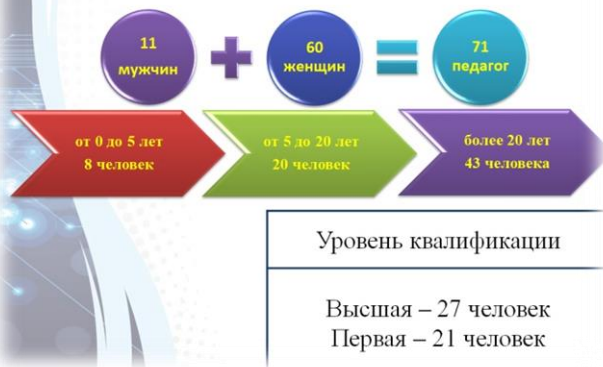 11
мужчин
+
60
женщин
=
71
педагог
от 0 до 5 лет
8 человек
от 5 до 20 лет
20 человек
более 20 лет
43 человека
Уровень квалификации
Высшая – 27 человек
Первая – 21 человек